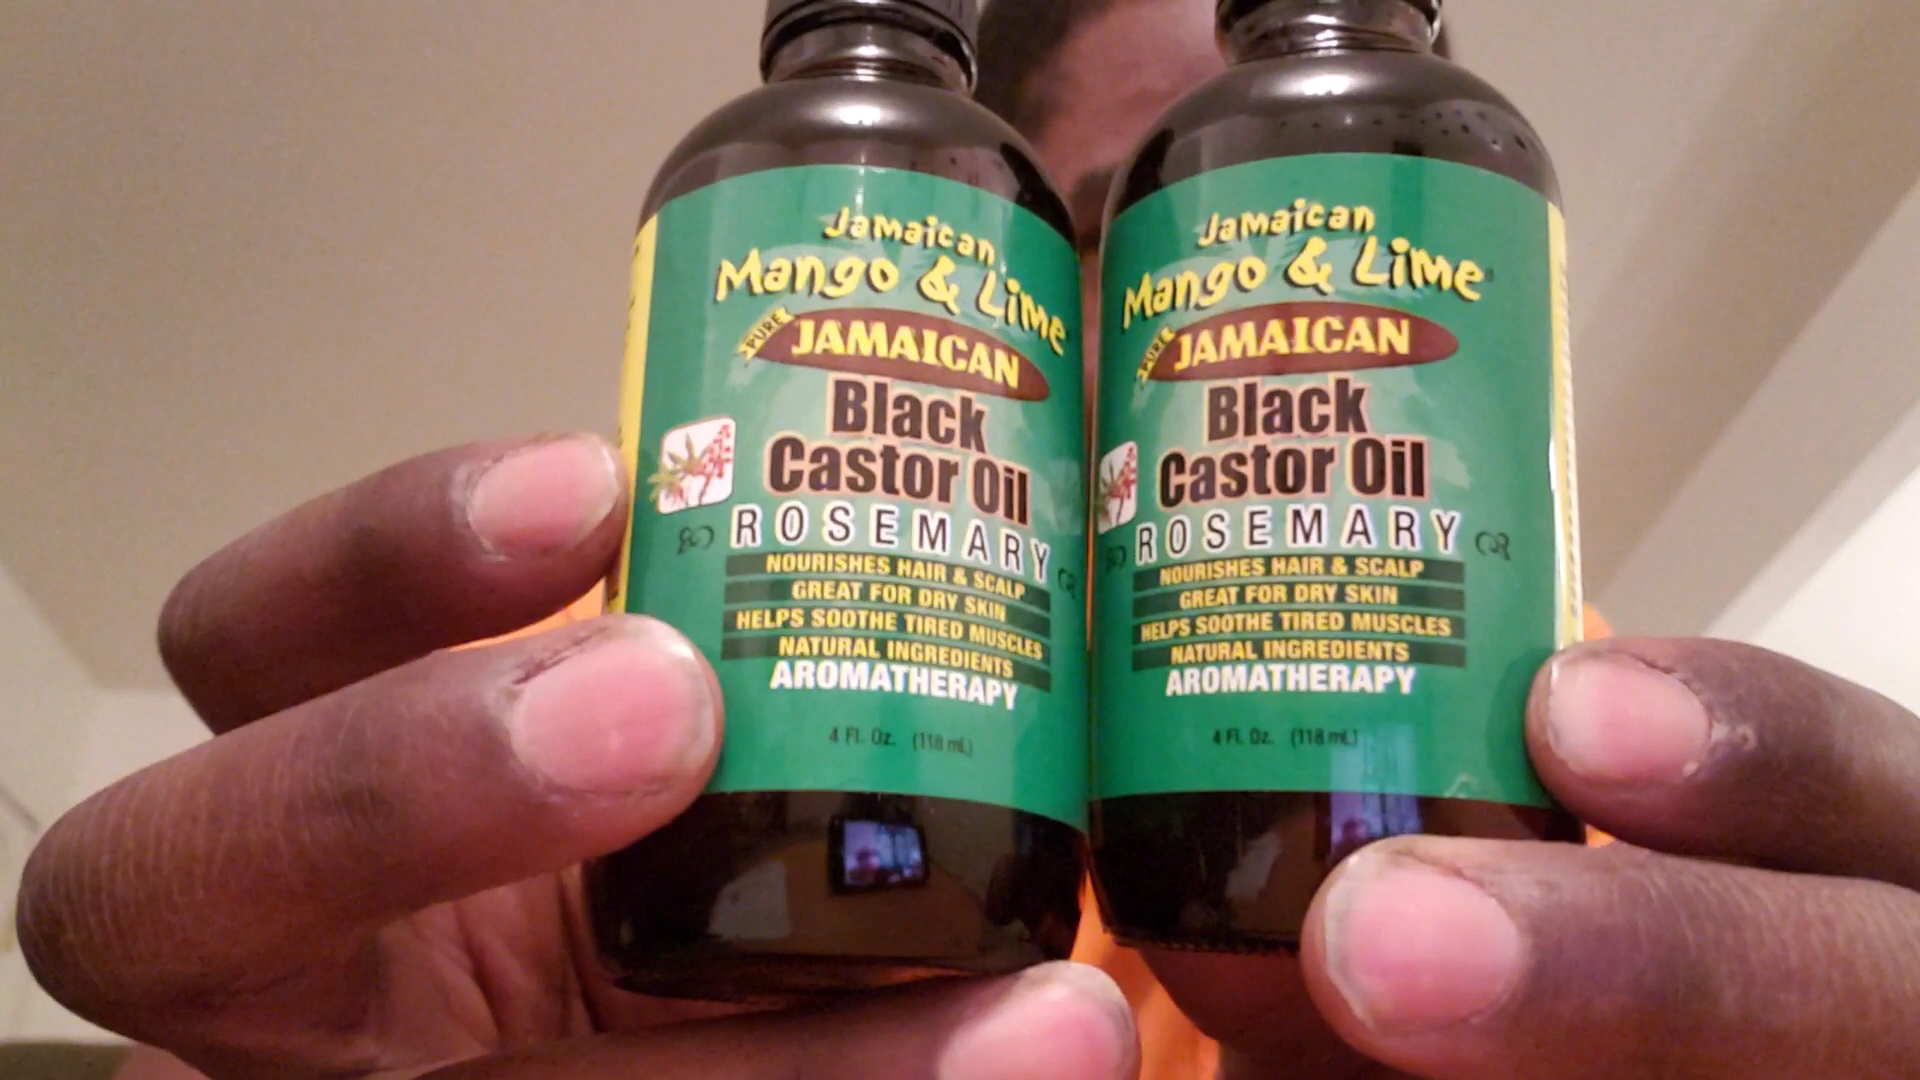 Jamaican
Mango & Lime
PURE
JAMAICAN
Black
Castor Oil
ROSEMARY
NOURISHES HAIR & SCALP
GREAT FOR DRY SKIN
HELPS SOOTHE TIRED MUSCLES
NATURAL INGREDIENTS
AROMATHERAPY
4 Fl. Oz. (118 mL)
Jamaican
Mango & Lime
PURE
JAMAICAN
Black
Castor Oil
ROSEMARY
NOURISHES HAIR & SCALP
GREAT FOR DRY SKIN
HELPS SOOTHE TIRED MUSCLES
NATURAL INGREDIENTS
AROMATHERAPY
4 Fl. Oz. (118 mL)